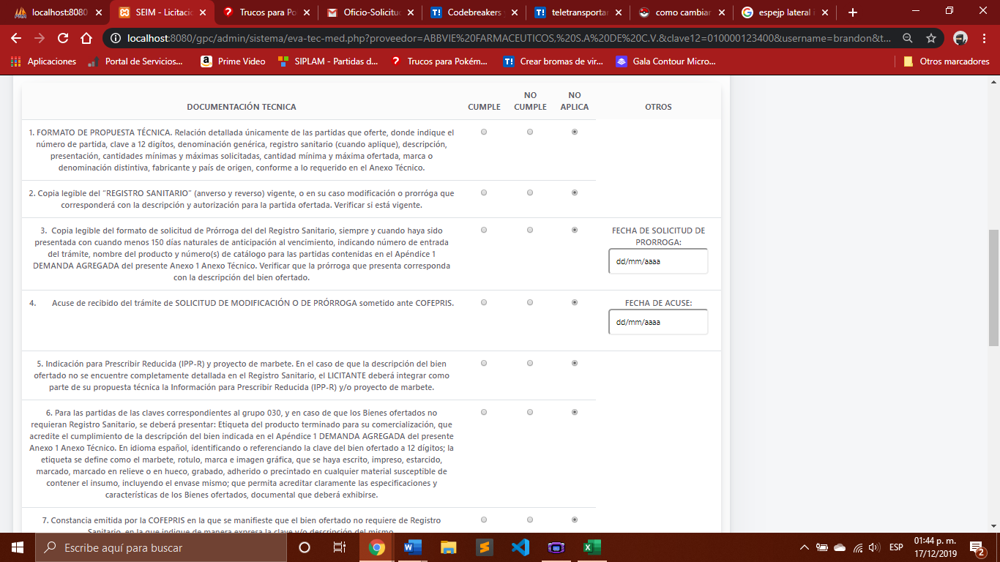 localhost:8080
SEIM - Licitaci
Trucos para Po
Oficio-Solicitud
Codebreakers
teletransportar
como cambiar
espejp lateral i
localhost:8080/gpc/admin/sistema/eva-tec-med.php?proveedor=ABBVIE%20FARMACEUTICOS,%20S.A%20DE%20C.V.&clave12=010000123400&username=brandon&t...
Aplicaciones
Portal de Servicios...
Prime Video
SIPLAM - Partidas d...
Trucos para Pokém...
Crear bromas de vir...
Gala Contour Micro...
Otros marcadores
DOCUMENTACIÓN TECNICA
CUMPLE
NO
CUMPLE
NO
APLICA
OTROS
1. FORMATO DE PROPUESTA TÉCNICA. Relación detallada únicamente de las partidas que oferte, donde indique el
número de partida, clave a 12 digítos, denominación genérica, registro sanitario (cuando aplique), descripción,
presentación, cantidades mínimas y máximas solicitadas, cantidad mínima y máxima ofertada, marca o
denominación distintiva, fabricante y país de origen, conforme a lo requerido en el Anexo Técnico.
2. Copia legible del "REGISTRO SANITARIO" (anverso y reverso) vigente, o en su caso modificación o prorróga que
corresponderá con la descripción y autorización para la partida ofertada. Verificar si está vigente.
3. Copia legible del formato de solicitud de Prórroga del del Registro Sanitario, siempre y cuando haya sido
presentada con cuando menos 150 días naturales de anticipación al vencimiento, indicando número de entrada
del trámite, nombre del producto y número(s) de catálogo para las partidas contenidas en el Apéndice 1
DEMANDA AGREGADA del presente Anexo 1 Anexo Técnico. Verificar que la prórroga que presenta corresponda
con la descripción del bien ofertado.
FECHA DE SOLICITUD DE
PRORROGA:
dd/mm/aaaa
4. Acuse de recibido del trámite de SOLICITUD DE MODIFICACIÓN O DE PRÓRROGA sometido ante COFEPRIS.
FECHA DE ACUSE:
dd/mm/aaaa
5. Indicación para Prescribir Reducida (IPP-R) y proyecto de marbete. En el caso de que la descripción del bien
ofertado no se encuentre completamente detallada en el Registro Sanitario, el LICITANTE deberá integrar como
parte de su propuesta técnica la Información para Prescribir Reducida (IPP-R) y/o proyecto de marbete.
6. Para las partidas de las claves correspondientes al grupo 030, y en caso de que los Bienes ofertados no
requieran Registro Sanitario, se deberá presentar: Etiqueta del producto terminado para su comercialización, que
acredite el cumplimiento de la descripción del bien indicada en el Apéndice 1 DEMANDA AGREGADA del presente
Anexo 1 Anexo Técnico. En idioma español, identificando o referenciando la clave del bien ofertado a 12 dígitos; la
etiqueta se define como el marbete, rotulo, marca e imagen gráfica, que se haya escrito, impreso, estarcido,
marcado, marcado en relieve o en hueco, grabado, adherido o precintado en cualquier material susceptible de
contener el insumo, incluyendo el envase mismo; que permita acreditar claramente las especificaciones y
características de los Bienes ofertados, documental que deberá exhibirse.
7. Constancia emitida por la COFEPRIS en la que se manifieste que el bien ofertado no requiere de Registro
Sanitario, en la que indique de manera expresa la clave y/o descripción del mismo
Escribe aquí para buscar
ESP
01:44 p. m.
17/12/2019
2